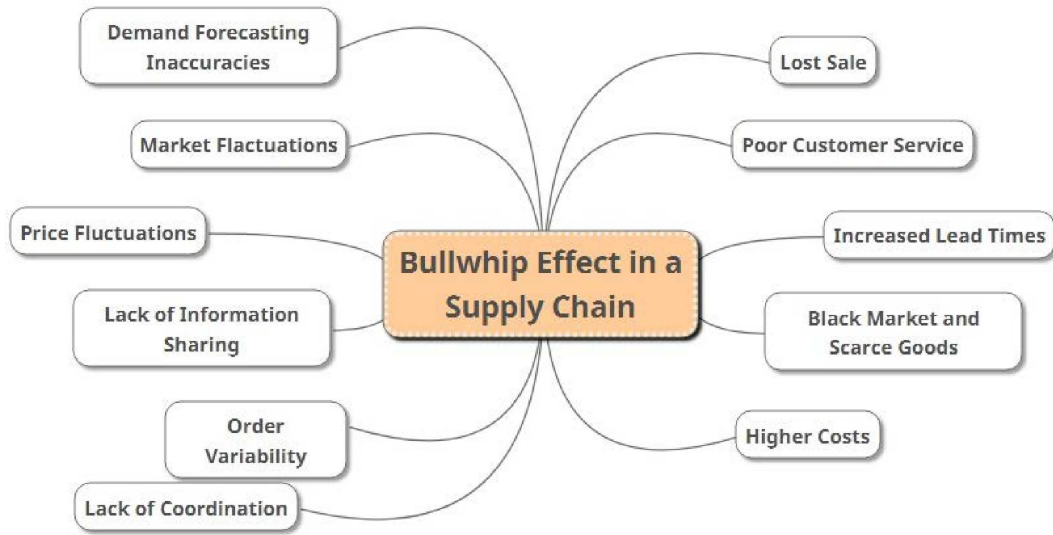 Demand Forecasting
Inaccuracies
Market Flactuations
Price Fluctuations
Lack of Information
Sharing
Order
Variability
Lack of Coordination
Bullwhip Effect in a
Supply Chain
Lost Sale
Poor Customer Service
Increased Lead Times
Black Market and
Scarce Goods
Higher Costs